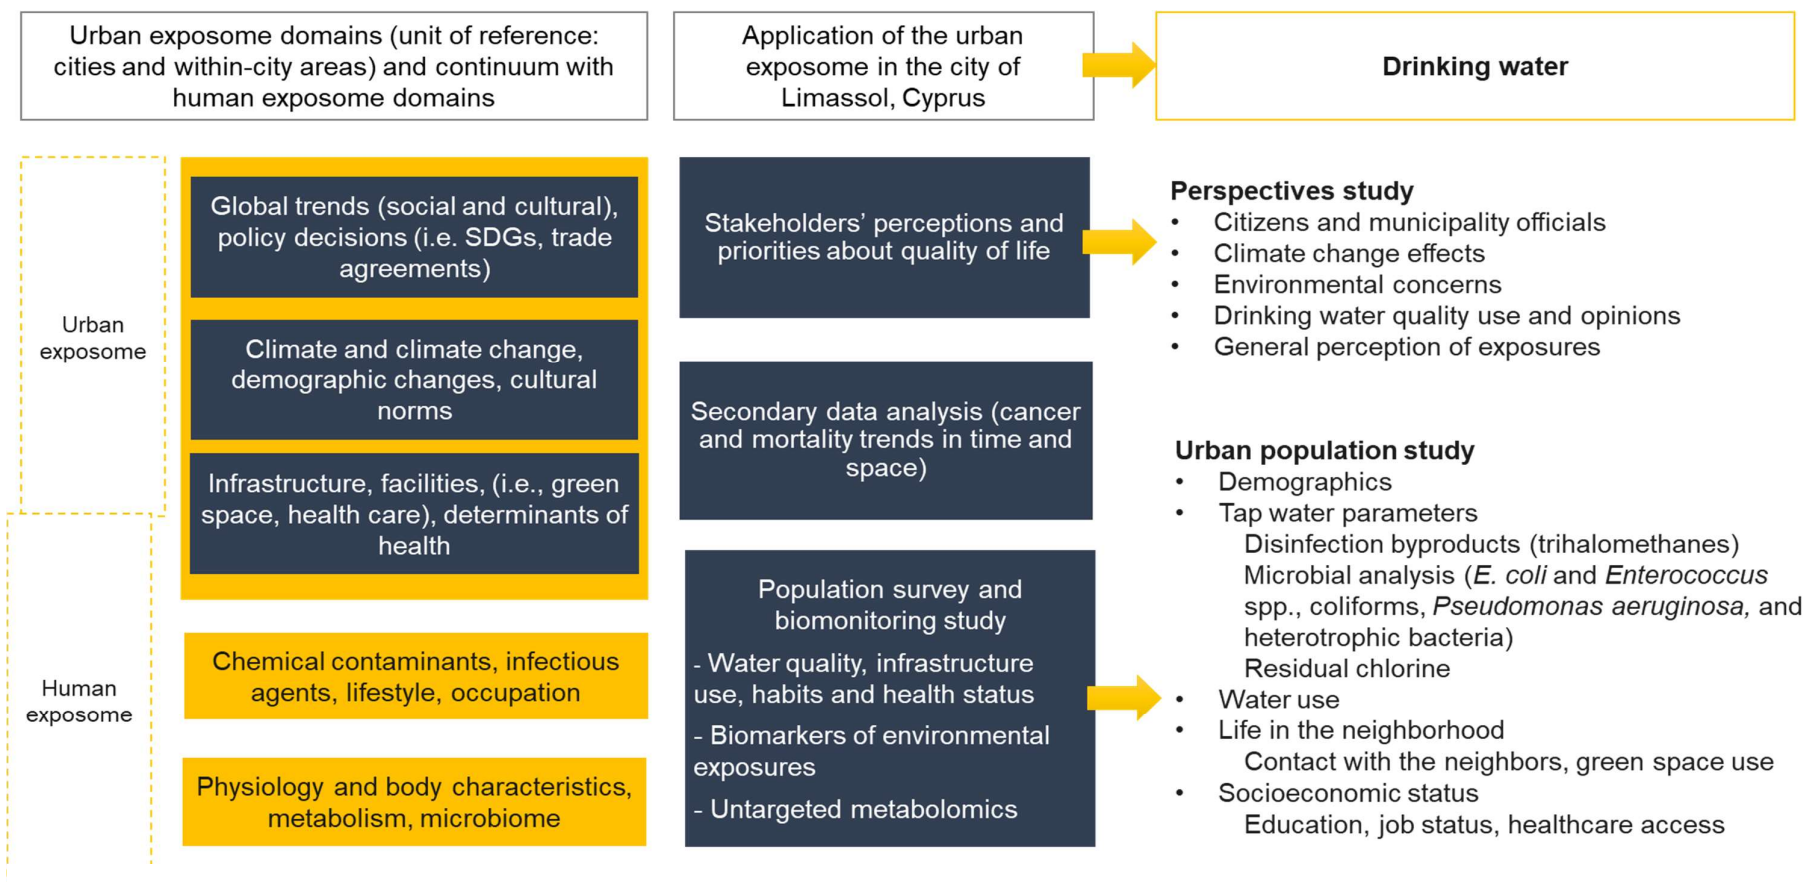 Urban exposome domains (unit of reference:
cities and within-city areas) and continuum with
human exposome domains
Application of the urban
exposome in the city of
Limassol, Cyprus
Drinking water
Urban
exposome
Global trends (social and cultural),
policy decisions (i.e. SDGs, trade
agreements)
Climate and climate change,
demographic changes, cultural
norms
Infrastructure, facilities, (i.e., green
space, health care), determinants of
health
Human
exposome
Chemical contaminants, infectious
agents, lifestyle, occupation
Physiology and body characteristics,
metabolism, microbiome
Stakeholders’ perceptions and
priorities about quality of life
Secondary data analysis (cancer
and mortality trends in time and
space)
Population survey and
biomonitoring study
- Water quality, infrastructure
use, habits and health status
- Biomarkers of environmental
exposures
- Untargeted metabolomics
Perspectives study
• Citizens and municipality officials
• Climate change effects
• Environmental concerns
• Drinking water quality use and opinions
• General perception of exposures
Urban population study
• Demographics
• Tap water parameters
Disinfection byproducts (trihalomethanes)
Microbial analysis (E. coli and Enterococcus
spp., coliforms, Pseudomonas aeruginosa, and
heterotrophic bacteria)
Residual chlorine
• Water use
• Life in the neighborhood
Contact with the neighbors, green space use
• Socioeconomic status
Education, job status, healthcare access